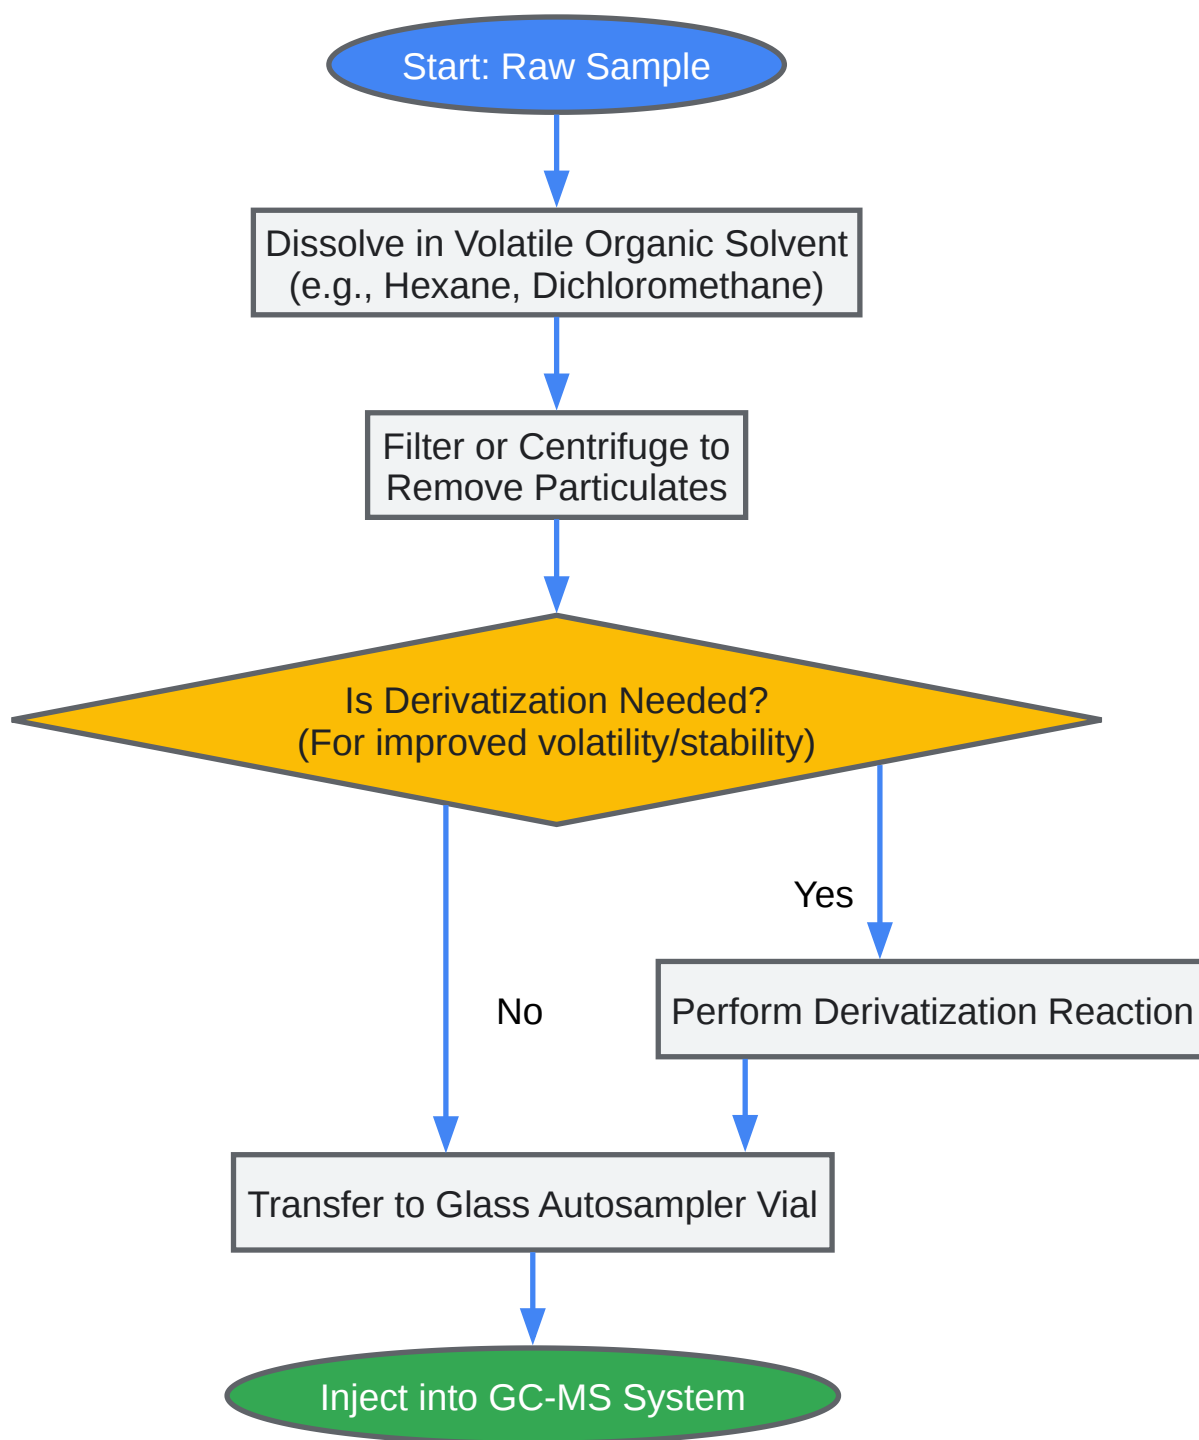 Start: Raw Sample
Dissolve in Volatile Organic Solvent
(e.g., Hexane, Dichloromethane)
Filter or Centrifuge to
Remove Particulates
Is Derivatization Needed?
(For improved volatility/stability)
Yes
No
Perform Derivatization Reaction
Transfer to Glass Autosampler Vial
Inject into GC-MS System